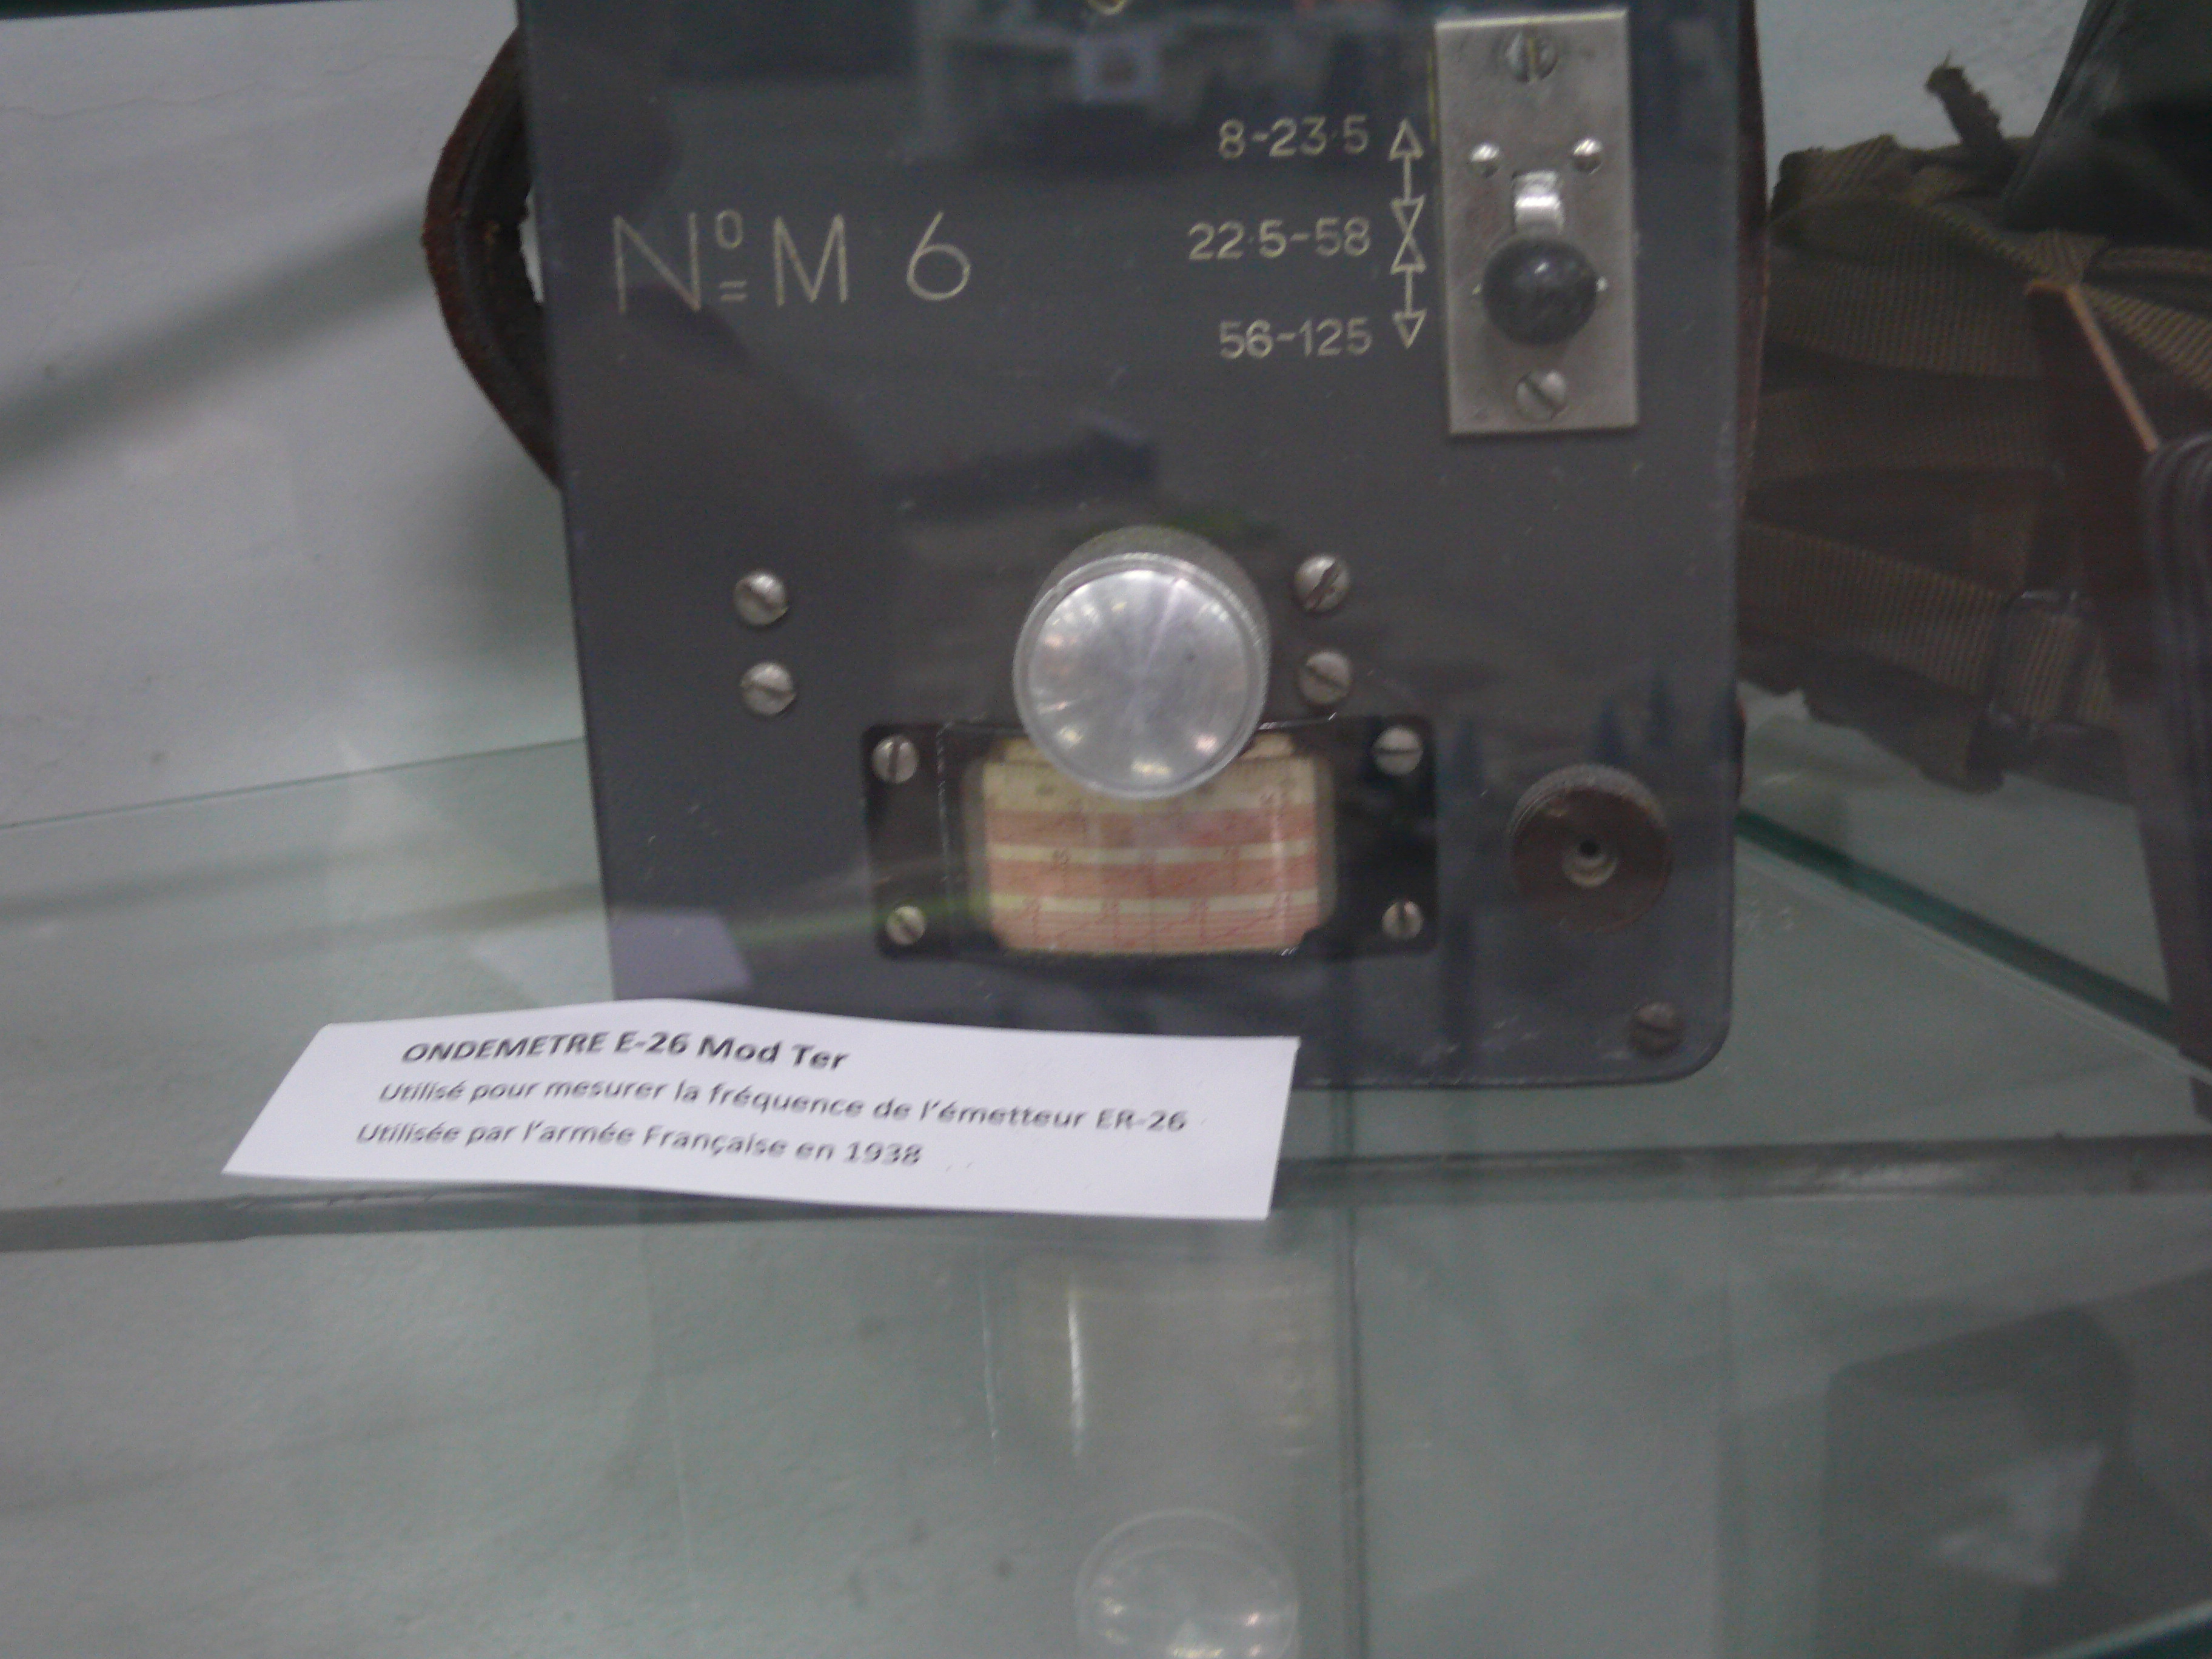 8-23·5
Nº M 6
22·5-58
56-125
ONDEMETRE E-26 Mod Ter
Utilisé pour mesurer la fréquence de l'émetteur ER-26
Utilisée par l'armée Française en 1938